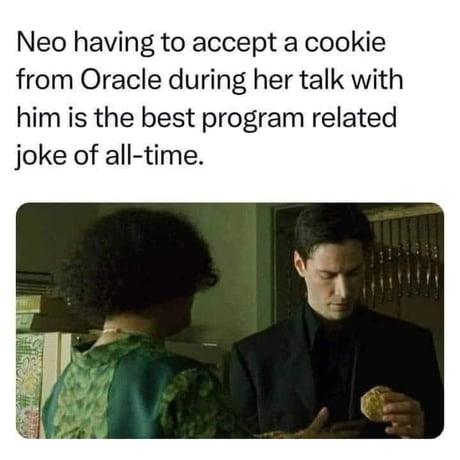 Neo having to accept a cookie
from Oracle during her talk with
him is the best program related
joke of all-time.